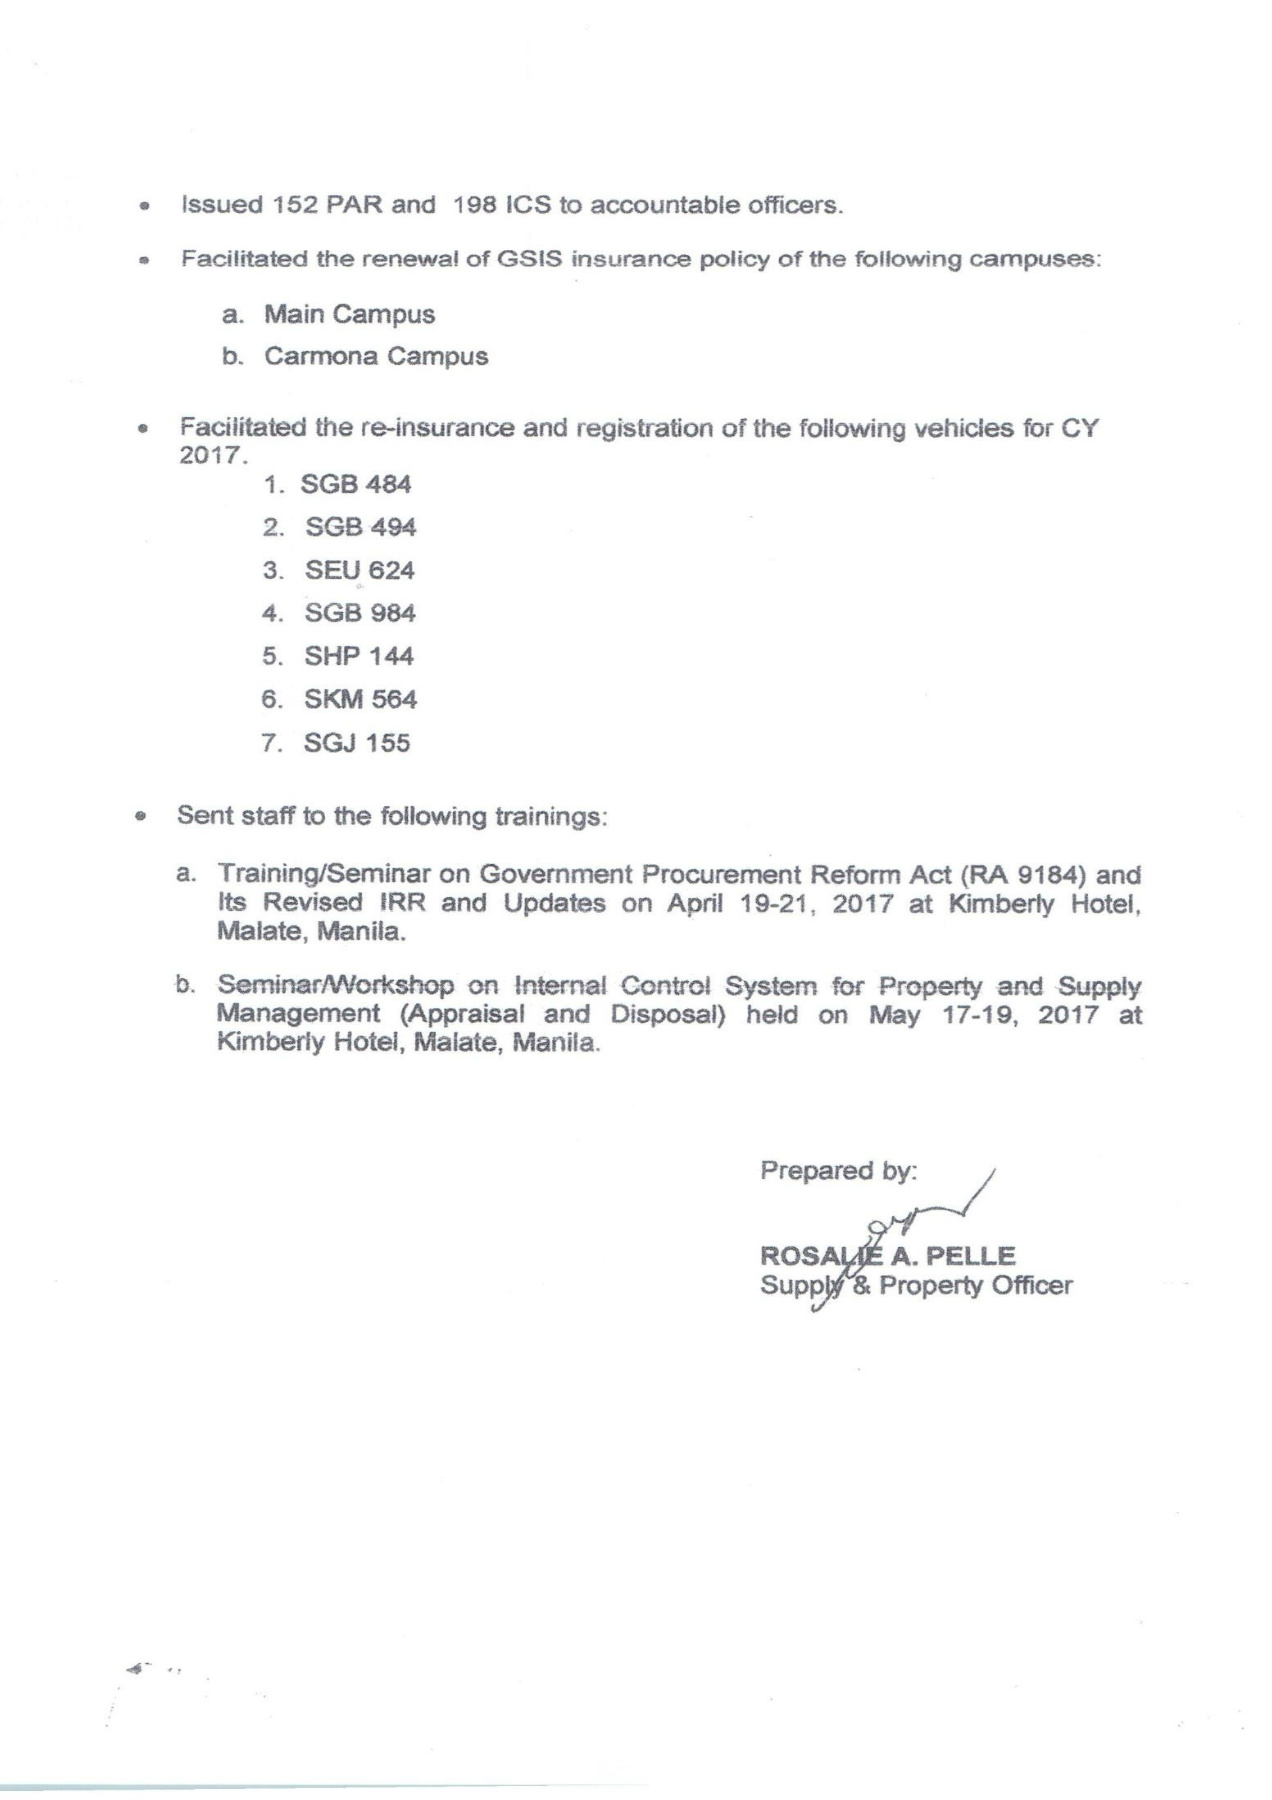 • Issued 152 PAR and 198 ICS to accountable officers.
• Facilitated the renewal of GSIS insurance policy of the following campuses:
a. Main Campus
b. Carmona Campus
• Facilitated the re-insurance and registration of the following vehicles for CY
2017.
1. SGB 484
2. SGB 494
3. SEU 624
4. SGB 984
5. SHP 144
6. SKM 564
7. SGJ 155
• Sent staff to the following trainings:
a. Training/Seminar on Government Procurement Reform Act (RA 9184) and
Its Revised IRR and Updates on April 19-21, 2017 at Kimberly Hotel,
Malate, Manila.
b. Seminar/Workshop on Internal Control System for Property and Supply
Management (Appraisal and Disposal) held on May 17-19, 2017 at
Kimberly Hotel, Malate, Manila.
Prepared by:
ROSALIE A. PELLE
Supply & Property Officer